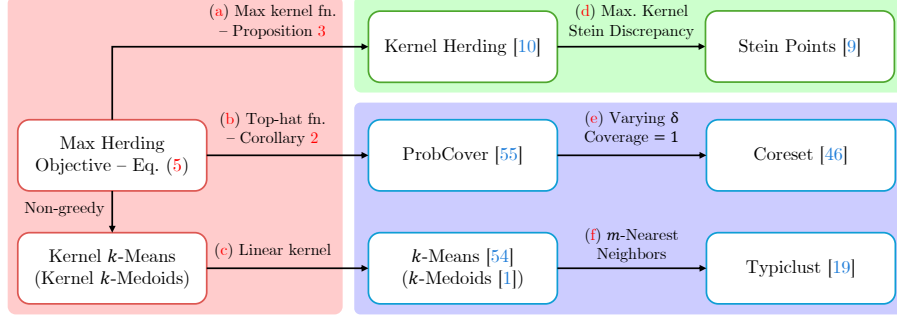 (a) Max kernel fn.
– Proposition 3
Kernel Herding [10]
(d) Max. Kernel
Stein Discrepancy
Stein Points [9]
Max Herding
Objective – Eq. (5)
(b) Top-hat fn.
– Corollary 2
ProbCover [55]
(e) Varying δ
Coverage = 1
Coreset [46]
Non-greedy
Kernel k-Means
(Kernel k-Medoids)
(c) Linear kernel
k-Means [54]
(k-Medoids [1])
(f) m-Nearest
Neighbors
Typiclust [19]